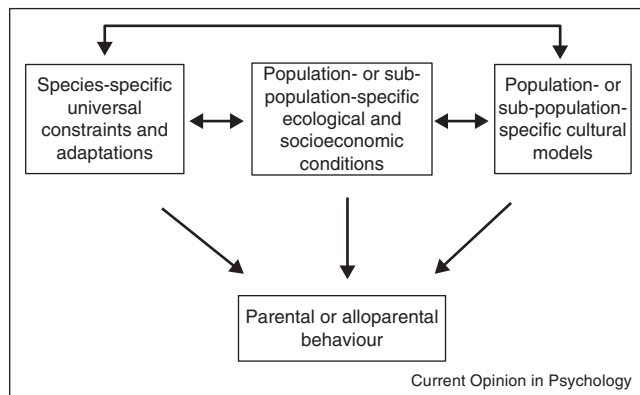 Species-specific
universal
constraints and
adaptations
Population- or sub-
population-specific
ecological and
socioeconomic
conditions
Population- or
sub-population-
specific cultural
models
Parental or alloparental
behaviour
Current Opinion in Psychology